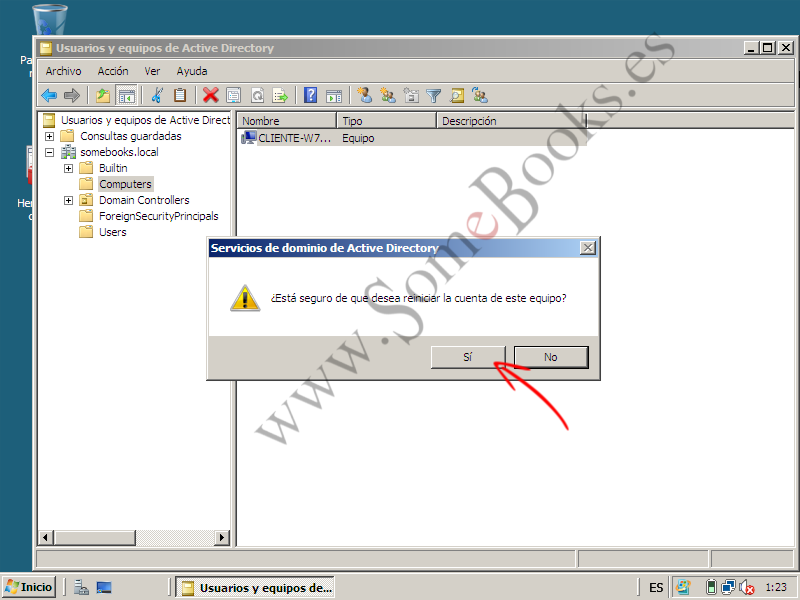 Usuarios y equipos de Active Directory
Archivo Acción Ver Ayuda
Usuarios y equipos de Active Direct
Consultas guardadas
somebooks.local
Builtin
Computers
Domain Controllers
ForeignSecurityPrincipals
Users
Nombre Tipo Descripción
CLIENTE-W7... Equipo
Servicios de dominio de Active Directory
¿Está seguro de que desea reiniciar la cuenta de este equipo?
Sí No
www.SomeBooks.es
Inicio Usuarios y equipos de... ES 1:23